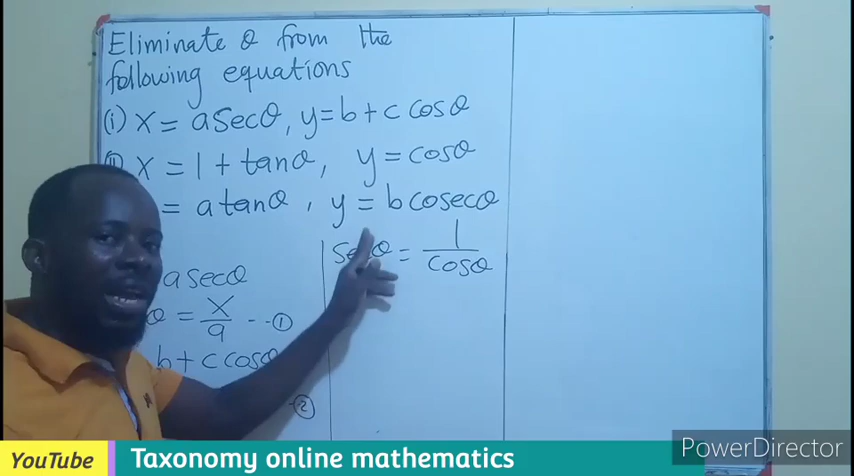 Eliminate θ from the
following equations
(i) x = a secθ, y = b + c cosθ
x = 1 + tanθ, y = cosθ
= a tanθ, y = b cosecθ
a secθ
θ = x/a --①
b + c cosθ
--②
secθ = 1/cosθ
PowerDirector
YouTube Taxonomy online mathematics